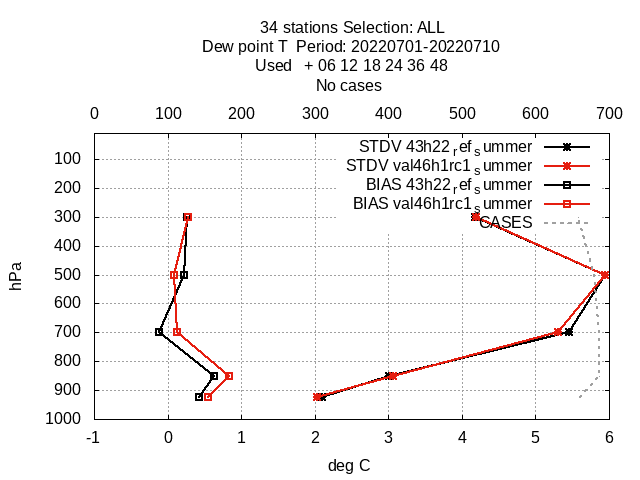 34 stations Selection: ALL
Dew point T  Period: 20220701-20220710
Used   + 06 12 18 24 36 48
No cases
0 100 200 300 400 500 600 700
STDV 43h22_ref_summer
STDV val46h1rc1_summer
BIAS 43h22_ref_summer
BIAS val46h1rc1_summer
CASES
100
200
300
400
500
600
700
800
900
1000
hPa
-1 0 1 2 3 4 5 6
deg C